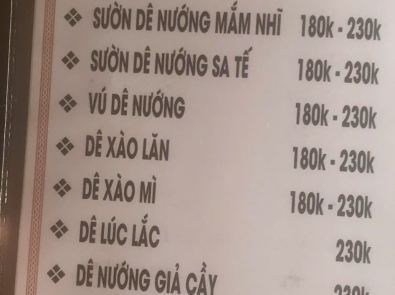 ❖ SƯỜN DÊ NƯỚNG MẮM NHĨ 180k - 230k
❖ SƯỜN DÊ NƯỚNG SA TẾ 180k - 230k
❖ VÚ DÊ NƯỚNG 180k - 230k
❖ DÊ XÀO LĂN 180k - 230k
❖ DÊ XÀO MÌ 180k - 230k
❖ DÊ LÚC LẮC 230k
❖ DÊ NƯỚNG GIẢ CẦY 230k